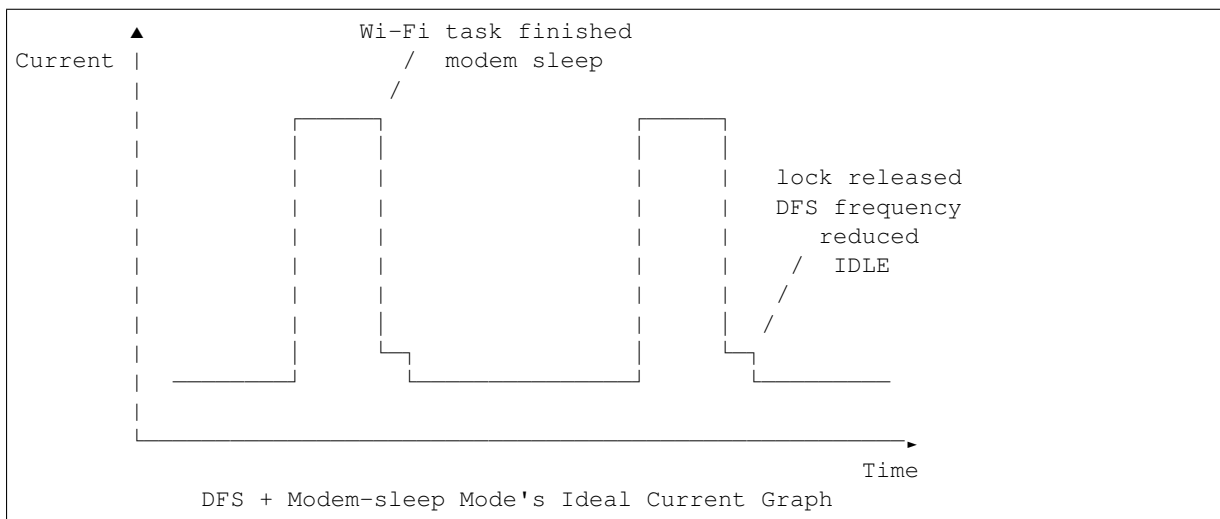 Wi-Fi task finished
Current
modem sleep
lock released
DFS frequency
reduced
IDLE
Time
DFS + Modem-sleep Mode's Ideal Current Graph